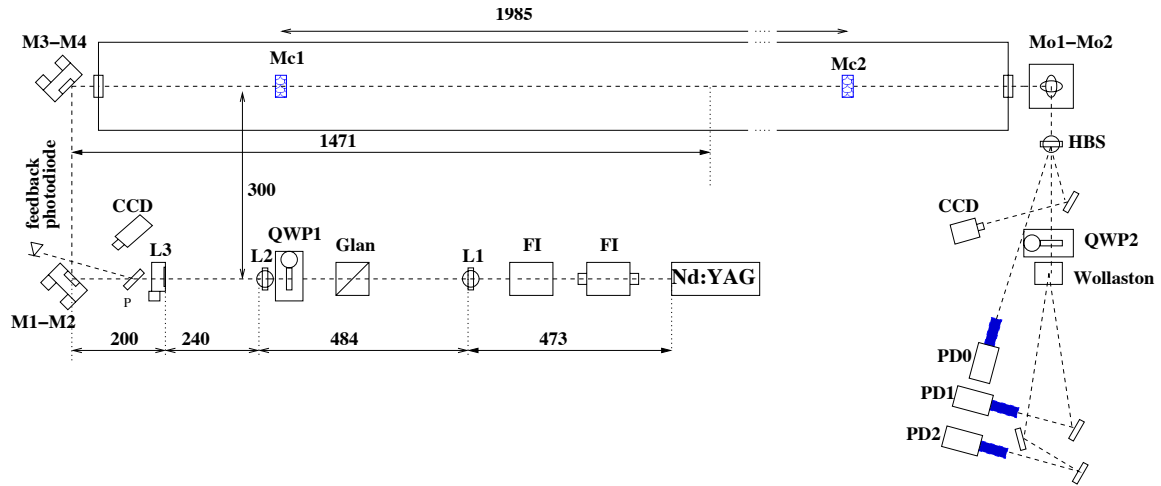 1985
M3−M4
Mc1
Mc2
Mo1−Mo2
1471
HBS
300
feedback
photodiode
CCD
CCD
QWP1
L3
L2
Glan
L1
FI
FI
Nd:YAG
QWP2
Wollaston
P
M1−M2
200
240
484
473
PD0
PD1
PD2